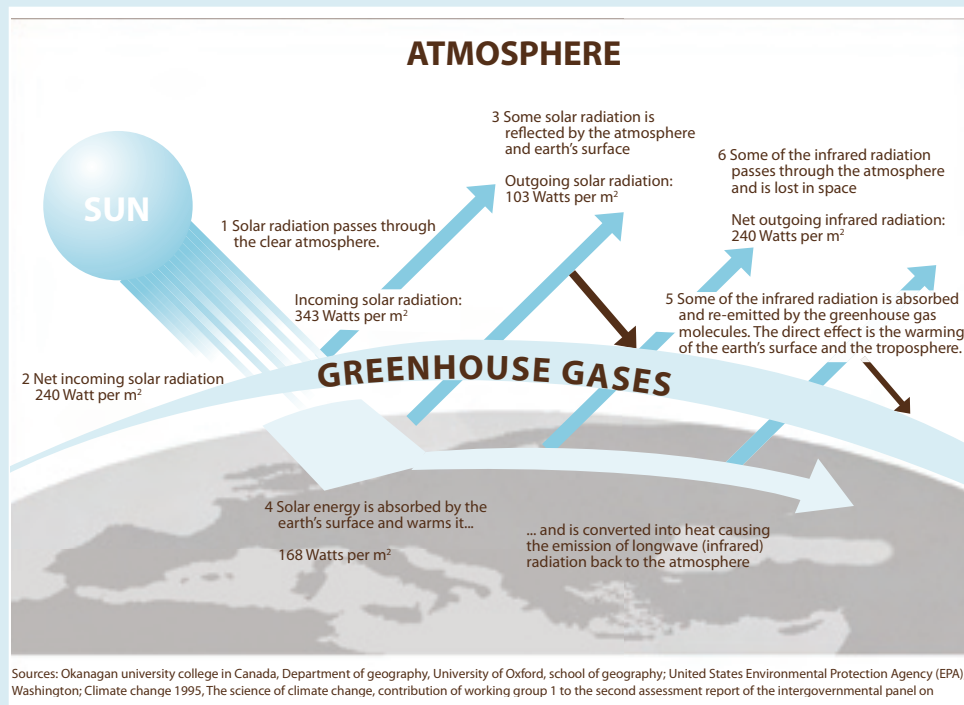 ATMOSPHERE
SUN
1 Solar radiation passes through
the clear atmosphere.
Incoming solar radiation:
343 Watts per m²
2 Net incoming solar radiation
240 Watt per m²
3 Some solar radiation is
reflected by the atmosphere
and earth's surface
Outgoing solar radiation:
103 Watts per m²
6 Some of the infrared radiation
passes through the atmosphere
and is lost in space
Net outgoing infrared radiation:
240 Watts per m²
5 Some of the infrared radiation is absorbed
and re-emitted by the greenhouse gas
molecules. The direct effect is the warming
of the earth's surface and the troposphere.
GREENHOUSE GASES
4 Solar energy is absorbed by the
earth's surface and warms it...
168 Watts per m²
... and is converted into heat causing
the emission of longwave (infrared)
radiation back to the atmosphere
Sources: Okanagan university college in Canada, Department of geography, University of Oxford, school of geography; United States Environmental Protection Agency (EPA)
Washington; Climate change 1995, The science of climate change, contribution of working group 1 to the second assessment report of the intergovernmental panel on